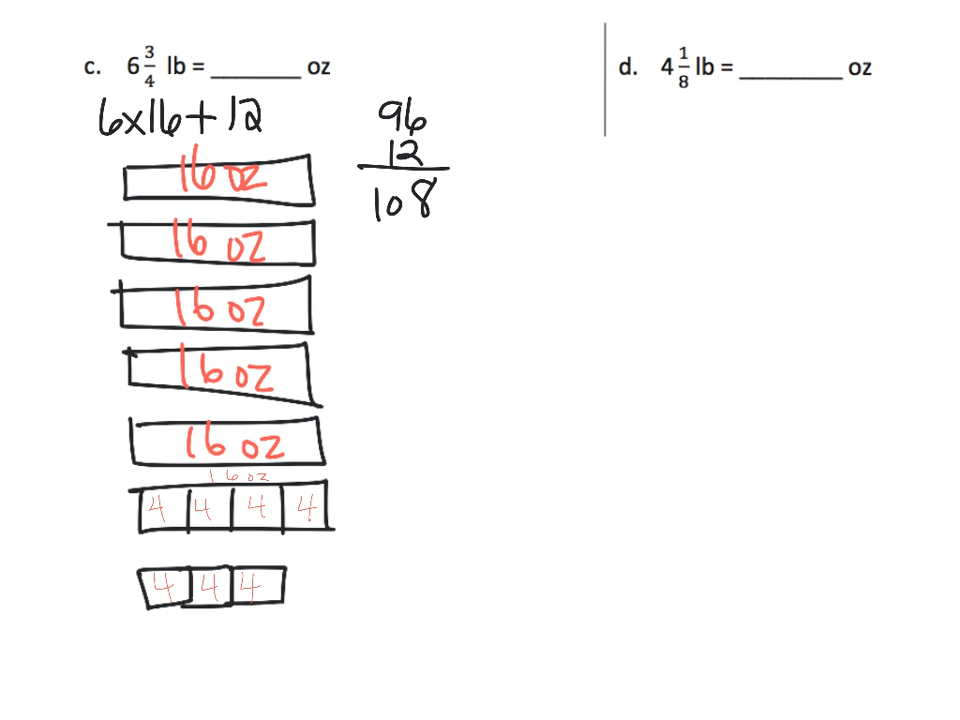 c. 6 3/4 lb = ________ oz
d. 4 1/8 lb = _________ oz
6x16+12
96
12
108
16 oz
16 oz
16 oz
16 oz
16 oz
16 oz
4 4 4 4
4 4 4